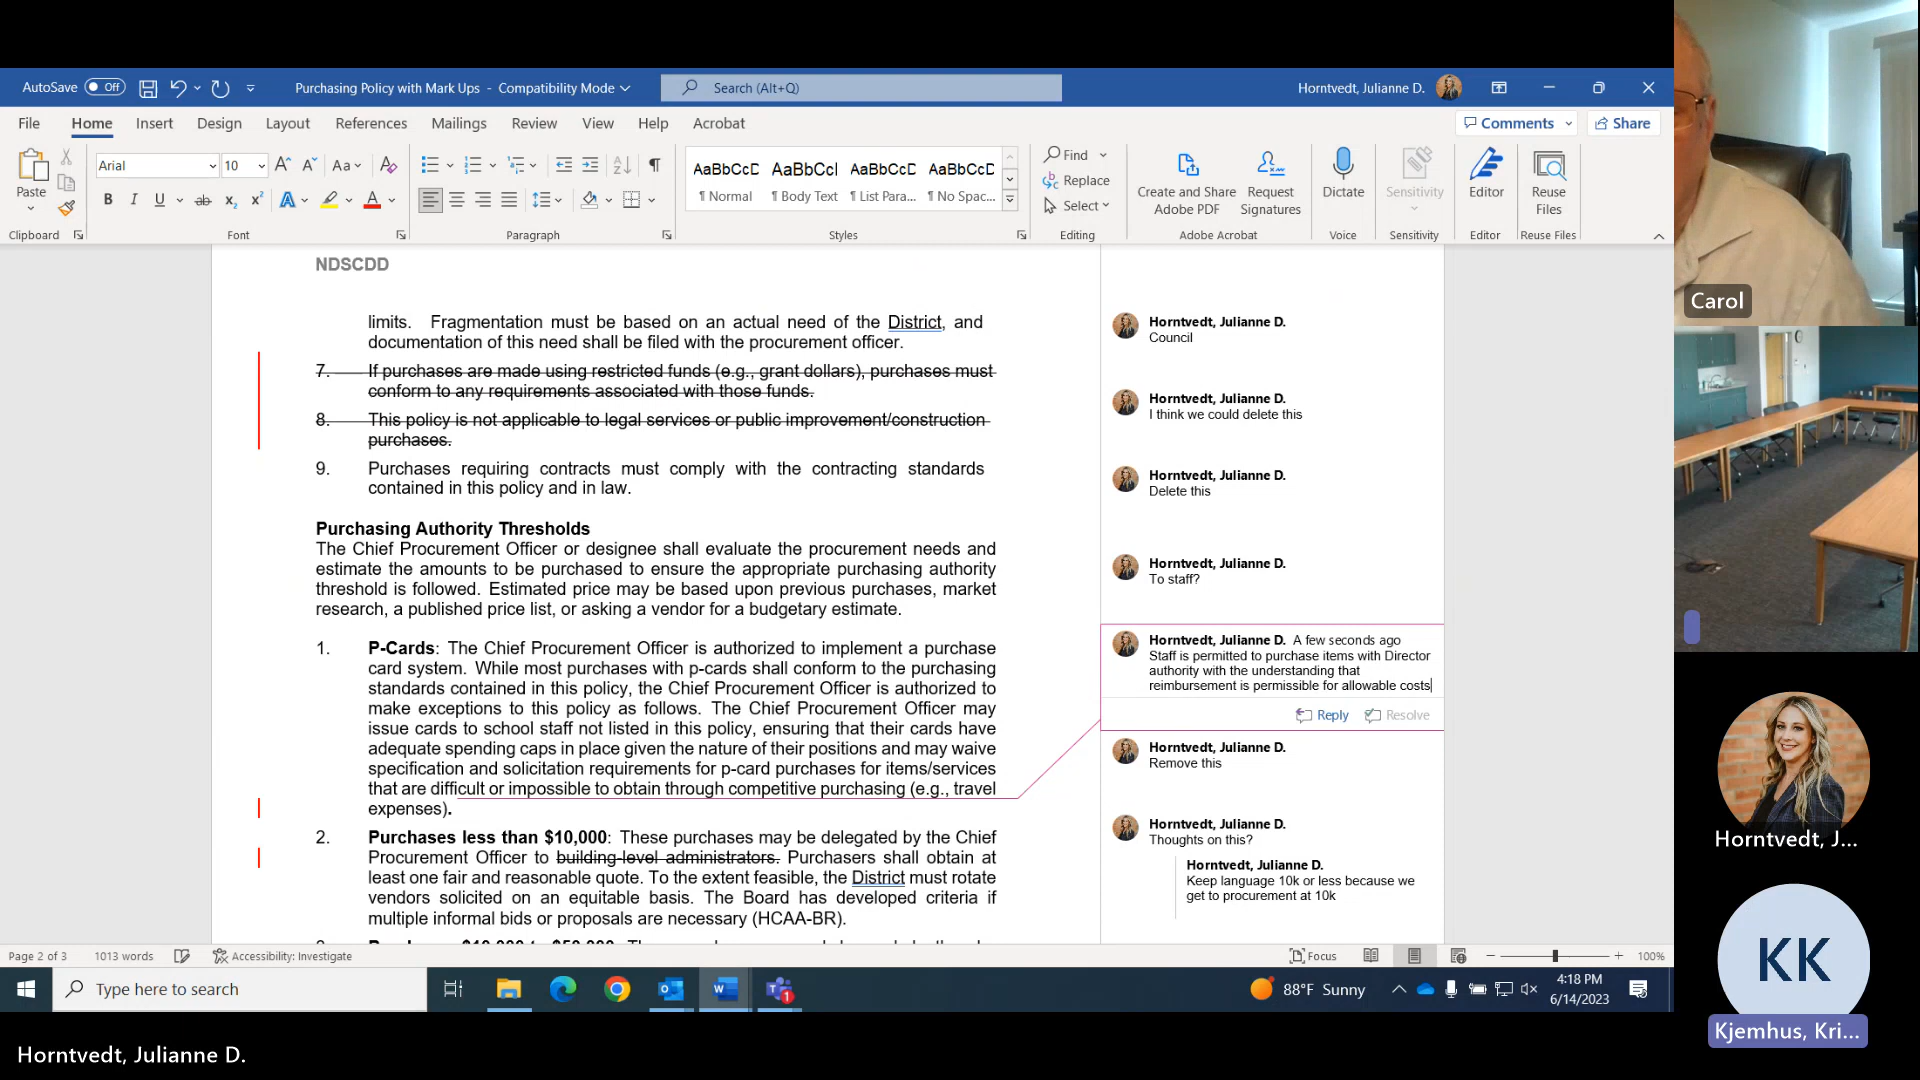 AutoSave Off
Purchasing Policy with Mark Ups - Compatibility Mode
Search (Alt+Q)
Horntvedt, Julianne D.
File Home Insert Design Layout References Mailings Review View Help Acrobat
Comments Share
Paste
Clipboard
Arial 10
Aa
B I U ab x₂ x² A A
Font
Paragraph
AaBbCcD AaBbCcI AaBbCcD AaBbCcD
¶ Normal ¶ Body Text ¶ List Para... ¶ No Spac...
Styles
Find
Replace
Select
Editing
Create and Share
Adobe PDF
Request
Signatures
Adobe Acrobat
Dictate
Voice
Sensitivity
Sensitivity
Editor
Editor
Reuse
Files
Reuse Files
NDSCDD
limits. Fragmentation must be based on an actual need of the District, and
documentation of this need shall be filed with the procurement officer.
7. If purchases are made using restricted funds (e.g., grant dollars), purchases must
conform to any requirements associated with those funds.
8. This policy is not applicable to legal services or public improvement/construction
purchases.
9. Purchases requiring contracts must comply with the contracting standards
contained in this policy and in law.
Purchasing Authority Thresholds
The Chief Procurement Officer or designee shall evaluate the procurement needs and
estimate the amounts to be purchased to ensure the appropriate purchasing authority
threshold is followed. Estimated price may be based upon previous purchases, market
research, a published price list, or asking a vendor for a budgetary estimate.
1. P-Cards: The Chief Procurement Officer is authorized to implement a purchase
card system. While most purchases with p-cards shall conform to the purchasing
standards contained in this policy, the Chief Procurement Officer is authorized to
make exceptions to this policy as follows. The Chief Procurement Officer may
issue cards to school staff not listed in this policy, ensuring that their cards have
adequate spending caps in place given the nature of their positions and may waive
specification and solicitation requirements for p-card purchases for items/services
that are difficult or impossible to obtain through competitive purchasing (e.g., travel
expenses).
2. Purchases less than $10,000: These purchases may be delegated by the Chief
Procurement Officer to building-level administrators. Purchasers shall obtain at
least one fair and reasonable quote. To the extent feasible, the District must rotate
vendors solicited on an equitable basis. The Board has developed criteria if
multiple informal bids or proposals are necessary (HCAA-BR).
Horntvedt, Julianne D.
Council
Horntvedt, Julianne D.
I think we could delete this
Horntvedt, Julianne D.
Delete this
Horntvedt, Julianne D.
To staff?
Horntvedt, Julianne D. A few seconds ago
Staff is permitted to purchase items with Director
authority with the understanding that
reimbursement is permissible for allowable costs
Reply Resolve
Horntvedt, Julianne D.
Remove this
Horntvedt, Julianne D.
Thoughts on this?
Horntvedt, Julianne D.
Keep language 10k or less because we
get to procurement at 10k
Page 2 of 3 1013 words Accessibility: Investigate
Focus 100%
Type here to search
88°F Sunny
4:18 PM
6/14/2023
Carol
Horntvedt, J...
KK
Kjemhus, Kri...
Horntvedt, Julianne D.